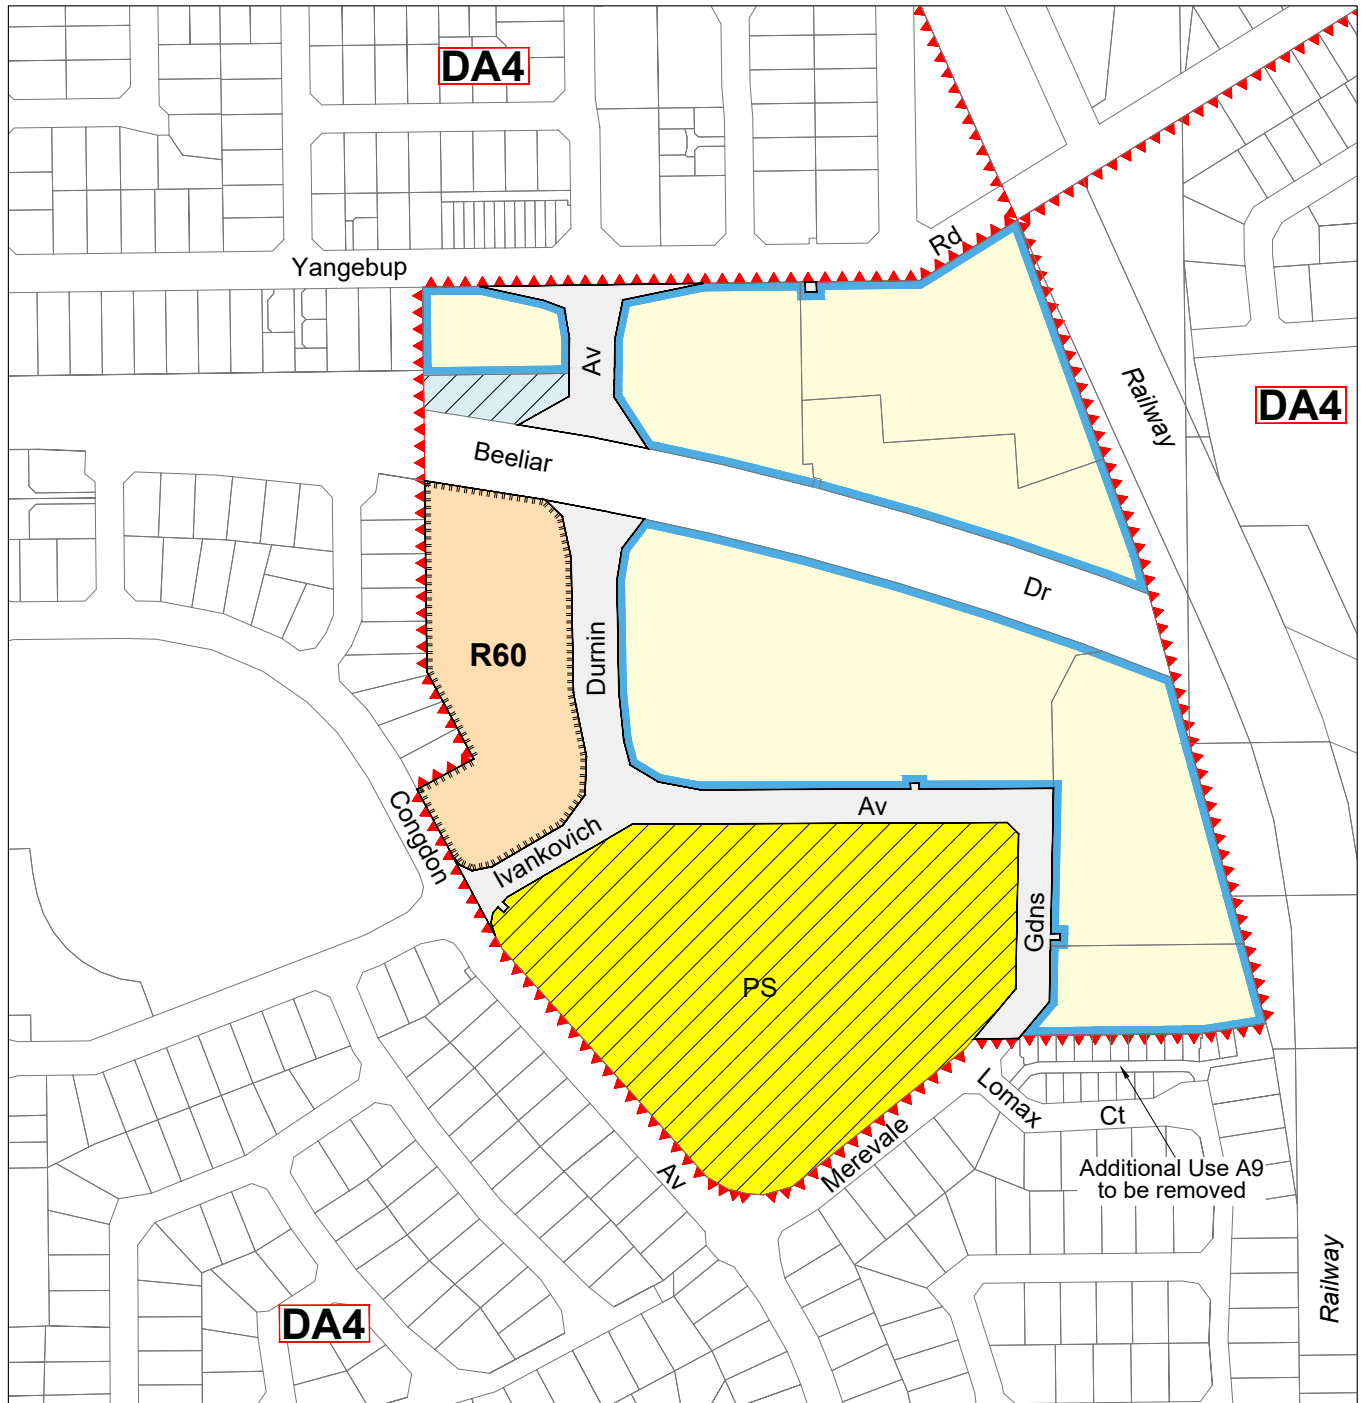 DA4
Rd
Yangebup
Av
Railway
DA4
Beeliar
Dr
R60
Durnin
Av
Congdon
Ivankovich
Gdns
PS
Lomax
Ct
Merevale
Av
Additional Use A9
to be removed
Railway
DA4